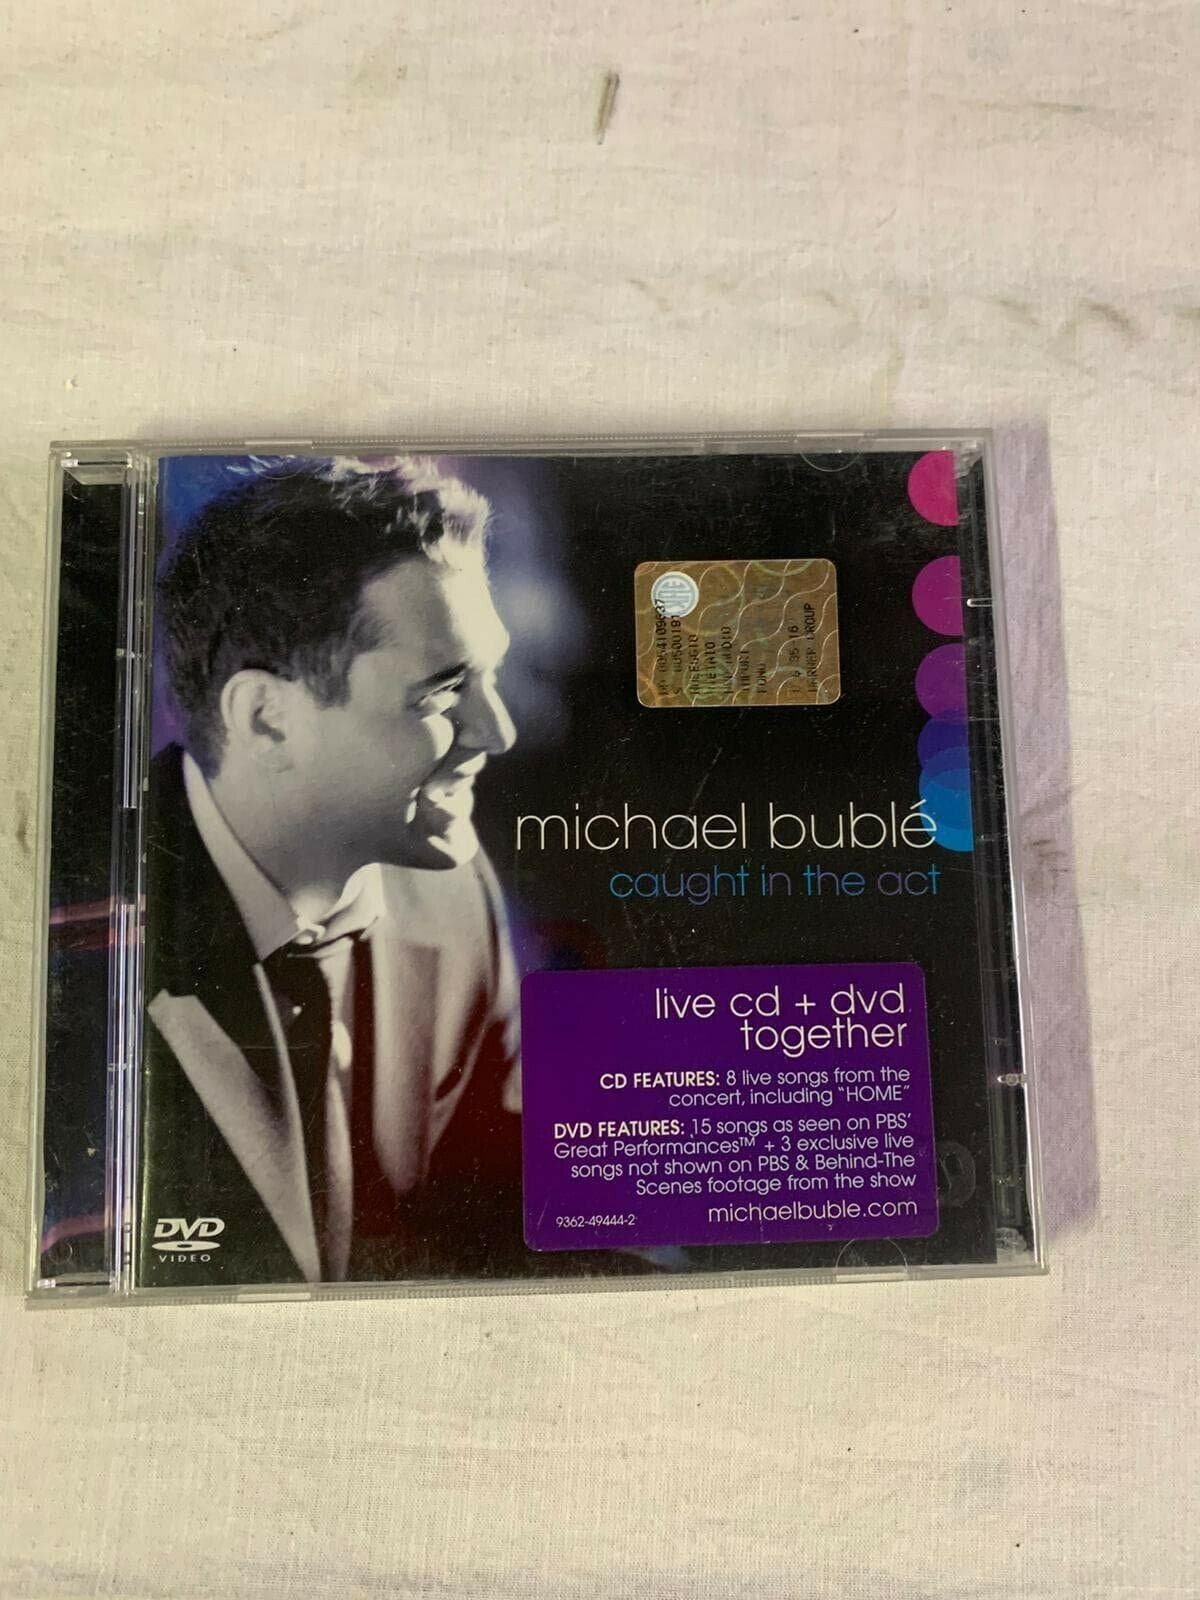 michael bublé
caught in the act
live cd + dvd
together
CD FEATURES: 8 live songs from the
concert, including "HOME"
DVD FEATURES: 15 songs as seen on PBS'
Great Performances™ + 3 exclusive live
songs not shown on PBS & Behind-The
Scenes footage from the show
9362-49444-2
michaelbuble.com
DVD
VIDEO
WARNER GROUP